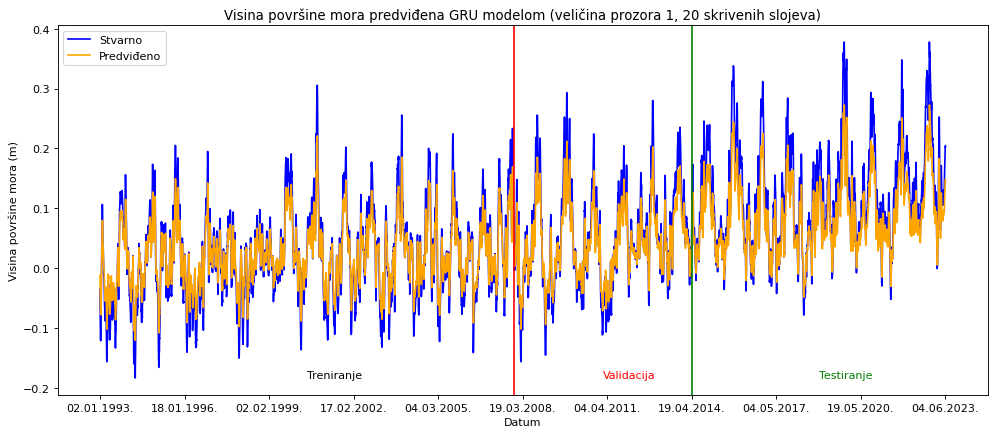 Visina površine mora predviđena GRU modelom (veličina prozora 1, 20 skrivenih slojeva)
Stvarno
Predviđeno
Visina površine mora (m)
0.4
0.3
0.2
0.1
0.0
−0.1
−0.2
Treniranje
Validacija
Testiranje
02.01.1993.
18.01.1996.
02.02.1999.
17.02.2002.
04.03.2005.
19.03.2008.
04.04.2011.
19.04.2014.
04.05.2017.
19.05.2020.
04.06.2023.
Datum